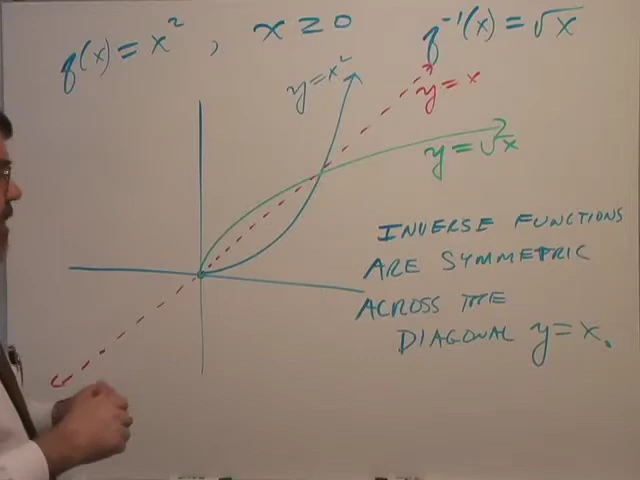 f(x) = x² , x ≥ 0 f⁻¹(x) = √x
y = x²
y = x
y = √x
INVERSE FUNCTIONS
ARE SYMMETRIC
ACROSS THE
DIAGONAL y = x.